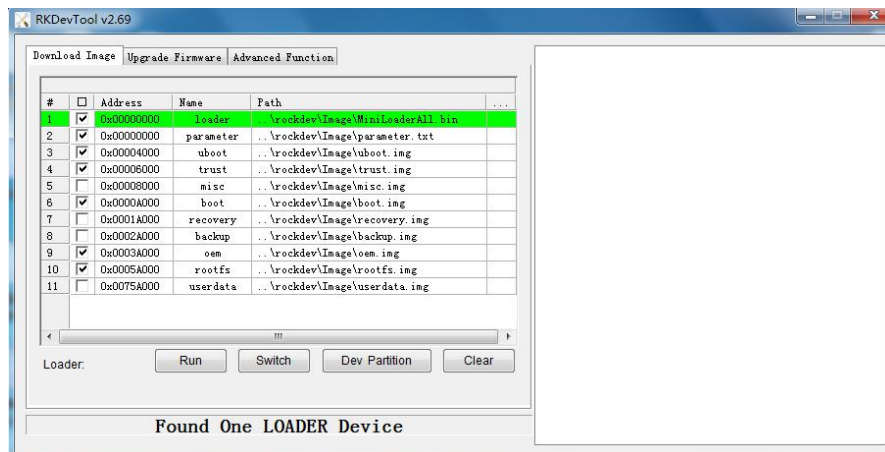 RKDevTool v2.69
Download Image Upgrade Firmware Advanced Function
# Address Name Path ...
1 0x00000000 loader ..\rockdev\Image\MiniLoaderAll.bin
2 0x00000000 parameter ..\rockdev\Image\parameter.txt
3 0x00004000 uboot ..\rockdev\Image\uboot.img
4 0x00006000 trust ..\rockdev\Image\trust.img
5 0x00008000 misc ..\rockdev\Image\misc.img
6 0x0000A000 boot ..\rockdev\Image\boot.img
7 0x0001A000 recovery ..\rockdev\Image\recovery.img
8 0x0002A000 backup ..\rockdev\Image\backup.img
9 0x0003A000 oem ..\rockdev\Image\oem.img
10 0x0005A000 rootfs ..\rockdev\Image\rootfs.img
11 0x0075A000 userdata ..\rockdev\Image\userdata.img
Loader: Run Switch Dev Partition Clear
Found One LOADER Device